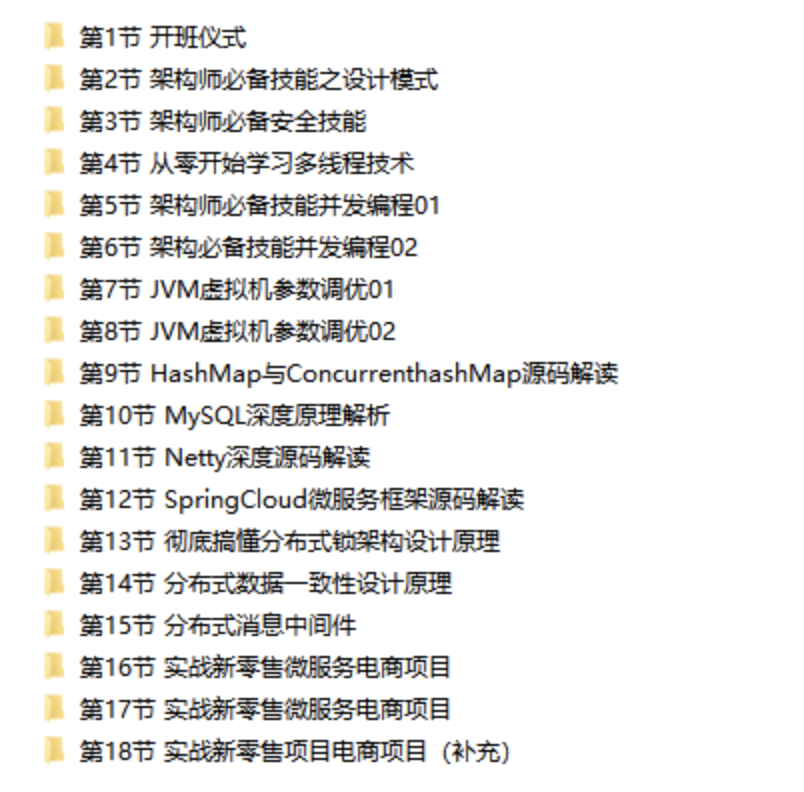 第1节 开班仪式
第2节 架构师必备技能之设计模式
第3节 架构师必备安全技能
第4节 从零开始学习多线程技术
第5节 架构师必备技能并发编程01
第6节 架构必备技能并发编程02
第7节 JVM虚拟机参数调优01
第8节 JVM虚拟机参数调优02
第9节 HashMap与ConcurrenthashMap源码解读
第10节 MySQL深度原理解析
第11节 Netty深度源码解读
第12节 SpringCloud微服务框架源码解读
第13节 彻底搞懂分布式锁架构设计原理
第14节 分布式数据一致性设计原理
第15节 分布式消息中间件
第16节 实战新零售微服务电商项目
第17节 实战新零售微服务电商项目
第18节 实战新零售项目电商项目（补充）